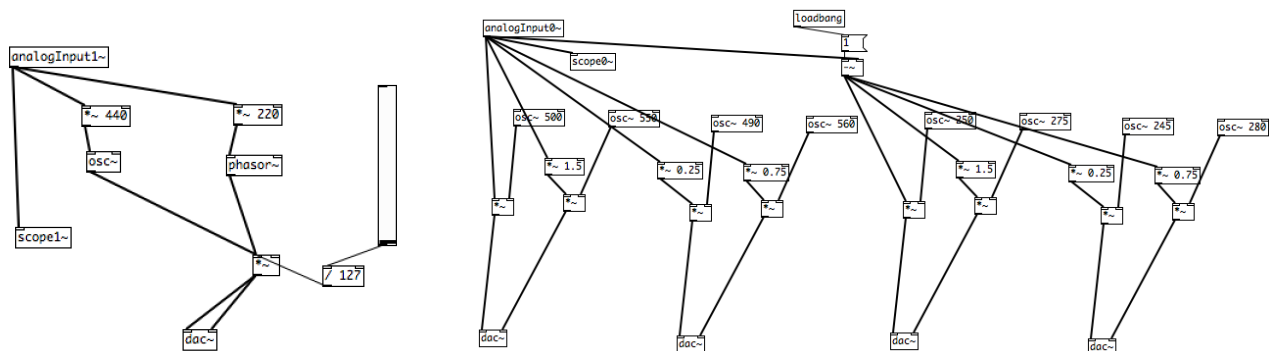 analogInput1~
*~ 440
*~ 220
osc~
phasor~
scope1~
*~
/ 127
dac~
analogInput0~
loadbang
1
scope0~
-~
osc~ 500
osc~ 550
osc~ 490
osc~ 560
osc~ 250
osc~ 275
osc~ 245
osc~ 280
*~ 1.5
*~ 0.25
*~ 0.75
*~ 1.5
*~ 0.25
*~ 0.75
*~
*~
*~
*~
*~
*~
*~
*~
dac~
dac~
dac~
dac~